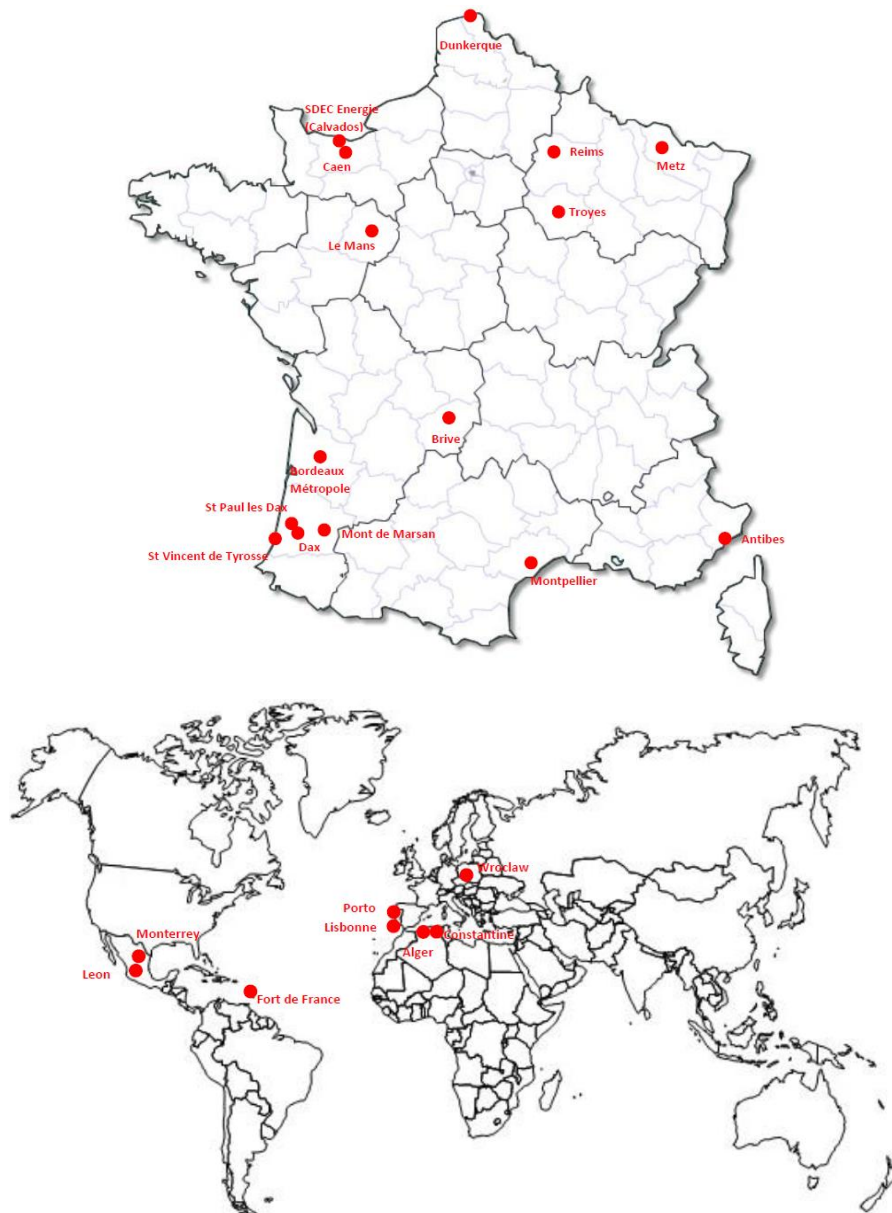 Dunkerque
SDEC Energie
(Calvados)
Caen
Reims
Metz
Troyes
Le Mans
Brive
Bordeaux
Métropole
St Paul les Dax
Mont de Marsan
Dax
St Vincent de Tyrosse
Antibes
Montpellier
Wroclaw
Porto
Lisbonne
Constantine
Alger
Monterrey
Leon
Fort de France